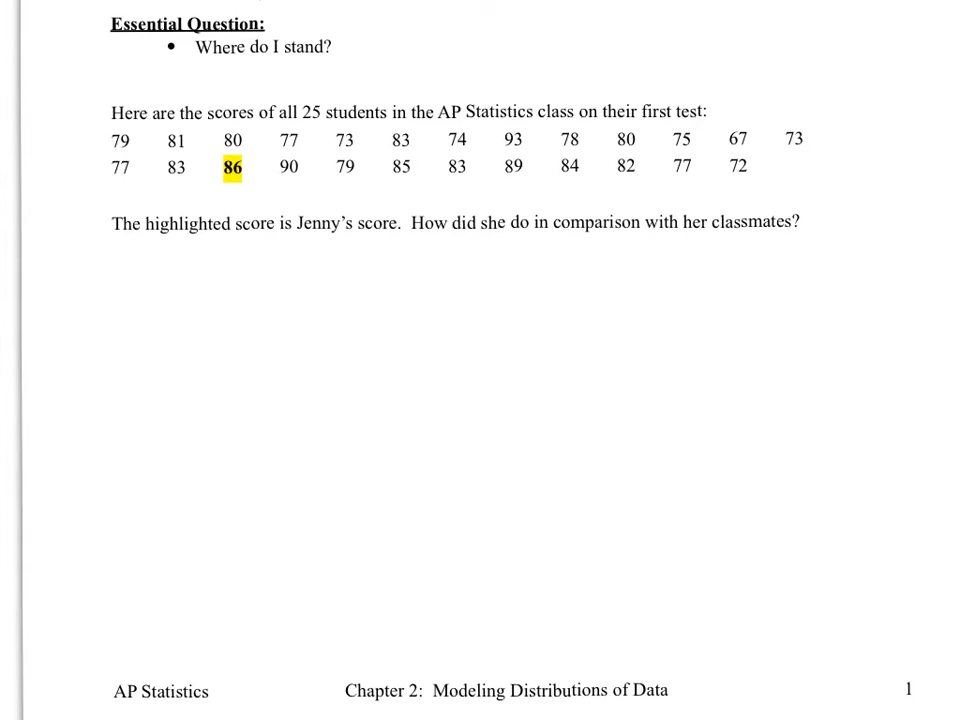 Essential Question:
• Where do I stand?
Here are the scores of all 25 students in the AP Statistics class on their first test:
79 81 80 77 73 83 74 93 78 80 75 67 73
77 83 86 90 79 85 83 89 84 82 77 72
The highlighted score is Jenny’s score. How did she do in comparison with her classmates?
AP Statistics Chapter 2: Modeling Distributions of Data 1